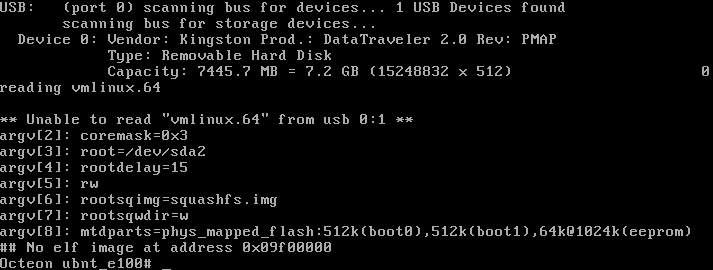 USB:   (port 0) scanning bus for devices... 1 USB Devices found
       scanning bus for storage devices...
  Device 0: Vendor: Kingston Prod.: DataTraveler 2.0 Rev: PMAP
            Type: Removable Hard Disk
            Capacity: 7445.7 MB = 7.2 GB (15248832 x 512)                        0
reading vmlinux.64

** Unable to read "vmlinux.64" from usb 0:1 **
argv[2]: coremask=0x3
argv[3]: root=/dev/sda2
argv[4]: rootdelay=15
argv[5]: rw
argv[6]: rootsqimg=squashfs.img
argv[7]: rootsqwdir=w
argv[8]: mtdparts=phys_mapped_flash:512k(boot0),512k(boot1),64k@1024k(eeprom)
## No elf image at address 0x09f00000
Octeon ubnt_e100# _